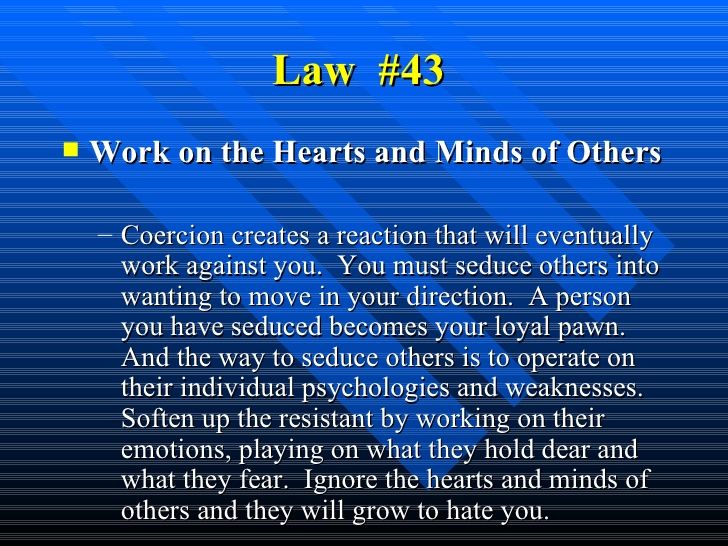 Law  #43
Work on the Hearts and Minds of Others
– Coercion creates a reaction that will eventually
work against you.  You must seduce others into
wanting to move in your direction.  A person
you have seduced becomes your loyal pawn.
And the way to seduce others is to operate on
their individual psychologies and weaknesses.
Soften up the resistant by working on their
emotions, playing on what they hold dear and
what they fear.  Ignore the hearts and minds of
others and they will grow to hate you.